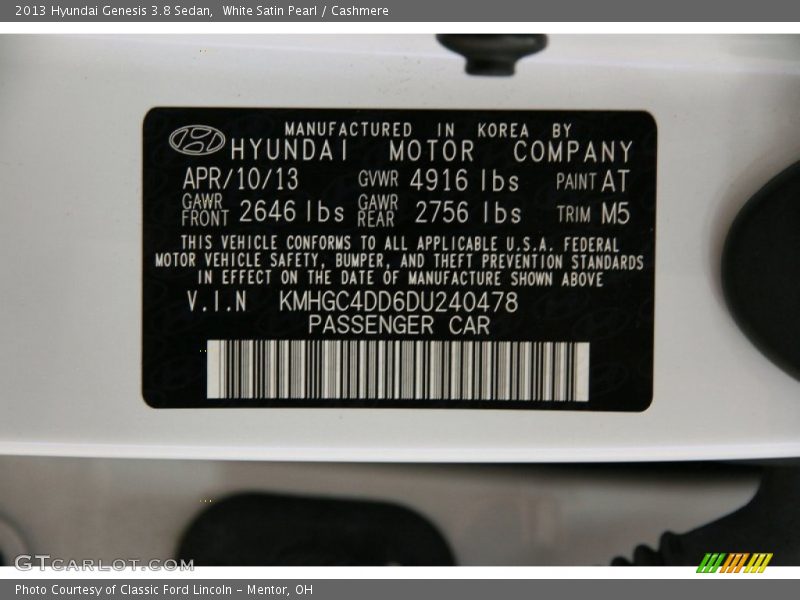 2013 Hyundai Genesis 3.8 Sedan,  White Satin Pearl / Cashmere
MANUFACTURED IN KOREA BY
HYUNDAI MOTOR COMPANY
APR/10/13 GVWR 4916 lbs PAINT AT
GAWR FRONT 2646 lbs GAWR REAR 2756 lbs TRIM M5
THIS VEHICLE CONFORMS TO ALL APPLICABLE U.S.A. FEDERAL
MOTOR VEHICLE SAFETY, BUMPER, AND THEFT PREVENTION STANDARDS
IN EFFECT ON THE DATE OF MANUFACTURE SHOWN ABOVE
V.I.N KMHGC4DD6DU240478
PASSENGER CAR
GTCARLOT.COM
Photo Courtesy of Classic Ford Lincoln – Mentor, OH